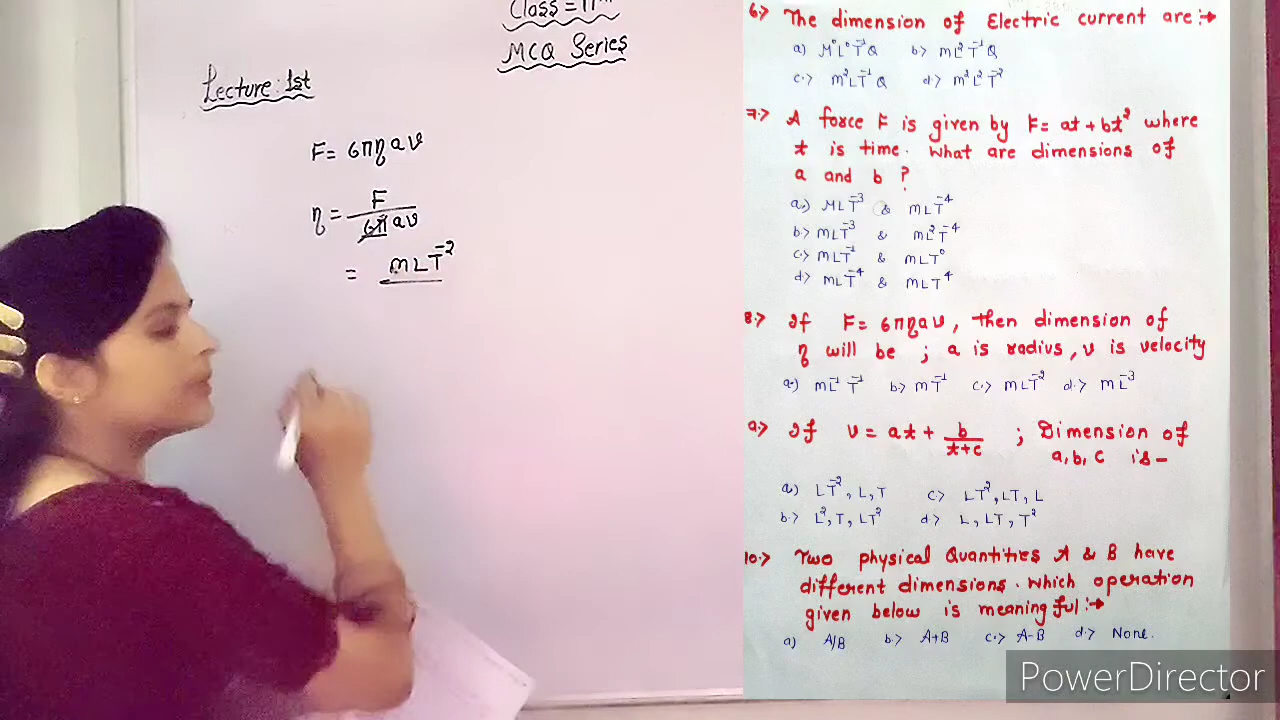 Class = 11th
MCQ Series
Lecture: 1st
F = 6πηav
η = F / 6πav
= MLT⁻²
6.> The dimension of Electric current are:→
a) M⁰L⁰T⁻¹Q b> ML²T⁻¹Q
c.> M²LT⁻¹Q d> M²L²T⁻²
7.> A force F is given by F = at + bt² where
t is time. What are dimensions of
a and b ?
a.) MLT⁻³ & MLT⁻⁴
b.> MLT⁻³ & ML²T⁻⁴
c.> MLT⁻¹ & MLT⁰
d.> MLT⁻⁴ & MLT⁴
8.> If F = 6πηav, Then dimension of
η will be ; a is radius, v is velocity
a.> ML⁻¹T⁻¹ b.> MT⁻¹ c.> MLT⁻² d.> ML⁻³
9.> If v = at + b / t+c ; Dimension of
a, b, c is -
a) LT⁻², L, T c.> LT², LT, L
b.> L², T, LT² d.> L, LT, T²
10.> Two physical Quantities A & B have
different dimensions. Which operation
given below is meaningful:→
a) A/B b.> A+B c.> A-B d.> None.
PowerDirector